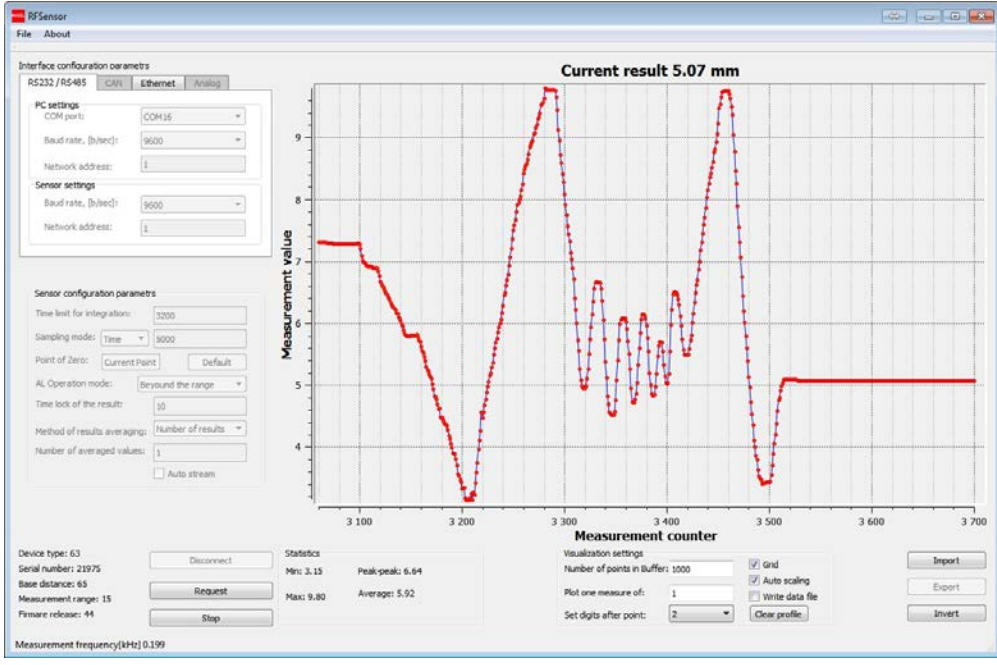 RFSensor
File About
Interface confiouration parametrs
RS232 / RS485 CAN Ethernet Analog
PC settings
COM port: COM16
Baud rate, [b/sec]: 9600
Network address: 1
Sensor settings
Baud rate, [b/sec]: 9600
Network address: 1
Sensor configuration parametrs
Time limit for integration: 3200
Sampling mode: Time 5000
Point of Zero: Current Point Default
AL Operation mode: Beyound the range
Time lock of the result: 10
Method of results averaging: Number of results
Number of averaged values: 1
Auto stream
Current result 5.07 mm
Measurement value
9
8
7
6
5
4
3 100 3 200 3 300 3 400 3 500 3 600 3 700
Measurement counter
Device type: 63
Serial number: 21975
Base distance: 65
Measurement range: 15
Firmare release: 44
Disconnect
Request
Stop
Statistics
Min: 3.15 Peak-peak: 6.64
Max: 9.80 Average: 5.92
Visualization settings
Number of points in Buffer: 1000
Plot one measure of: 1
Set digits after point: 2
Grid
Auto scaling
Write data file
Clear profile
Import
Export
Invert
Measurement frequency[kHz] 0.199